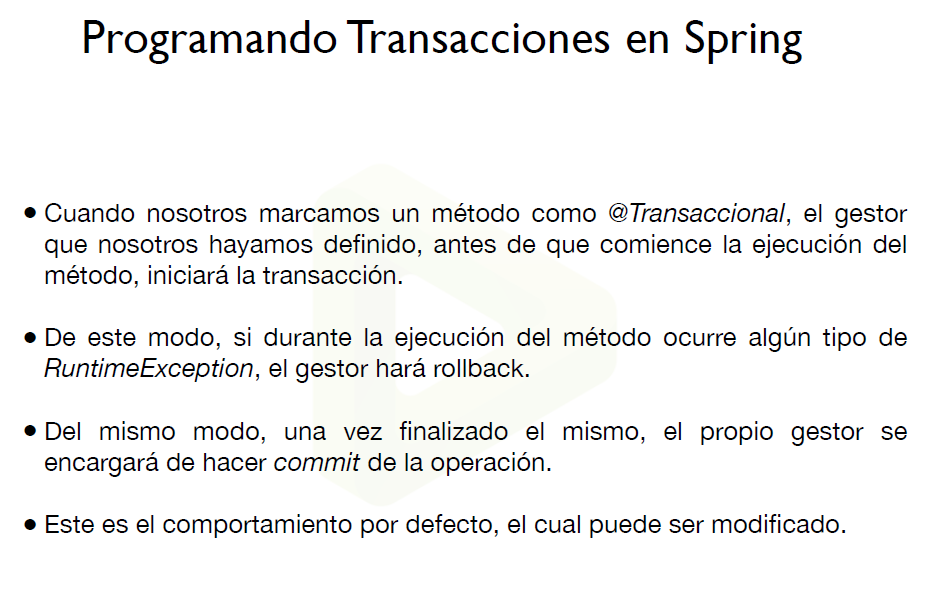 Programando Transacciones en Spring
• Cuando nosotros marcamos un método como @Transaccional, el gestor
que nosotros hayamos definido, antes de que comience la ejecución del
método, iniciará la transacción.
• De este modo, si durante la ejecución del método ocurre algún tipo de
RuntimeException, el gestor hará rollback.
• Del mismo modo, una vez finalizado el mismo, el propio gestor se
encargará de hacer commit de la operación.
• Este es el comportamiento por defecto, el cual puede ser modificado.